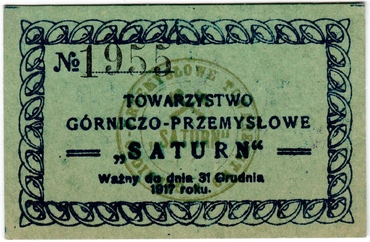 № 1955
TOWARZYSTWO
GÓRNICZO-PRZEMYSŁOWE
„SATURN“
Ważny do dnia 31 Grudnia
1917 roku.